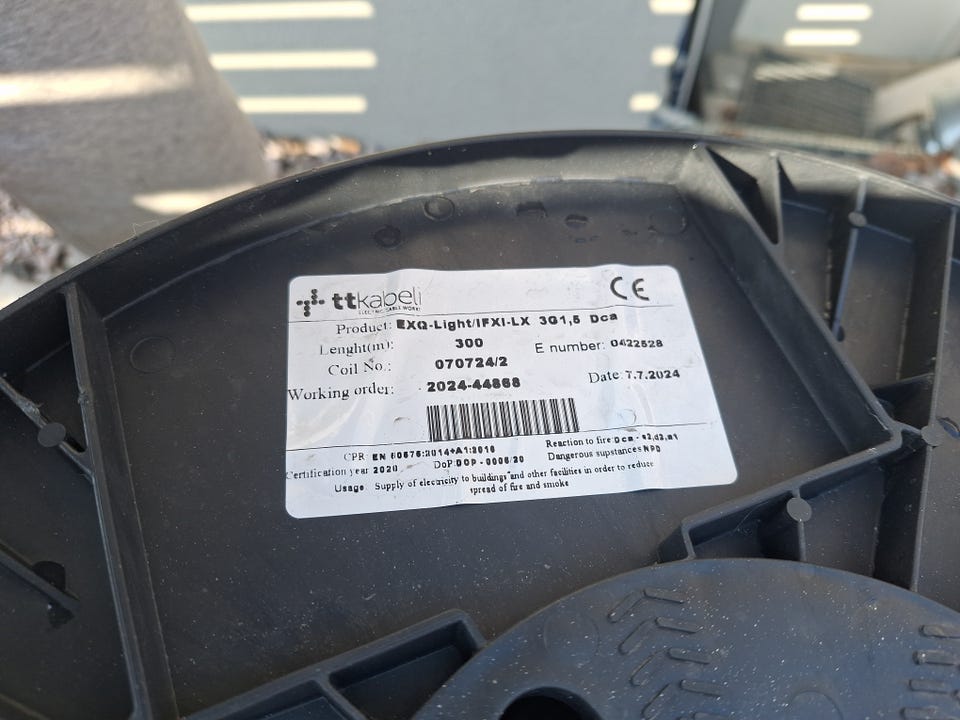 ttkabeli
ELECTRIC CABLE WORKS
CE
Product: EXQ-Light/IFXI-LX 3G1,5 Dca
Lenght(m): 300
E number: 0422528
Coil No.: 070724/2
Working order: 2024-44868
Date: 7.7.2024
CPR: EN 50575:2014+A1:2016
Reaction to fire: Dca - s2,d2,a1
Certification year 2020 DoP: DOP - 0006/20
Dangerous supstances NPD
Usage Supply of electricity to buildings and other facilities in order to reduce
spread of fire and smoke